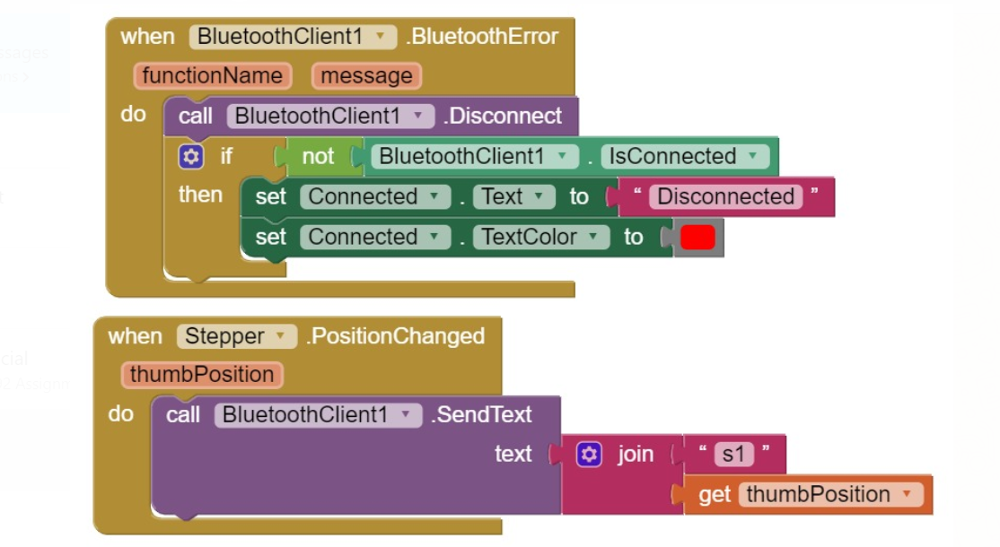 when BluetoothClient1 .BluetoothError
functionName message
do call BluetoothClient1 .Disconnect
if not BluetoothClient1 . IsConnected
then set Connected . Text to " Disconnected "
set Connected . TextColor to
when Stepper .PositionChanged
thumbPosition
do call BluetoothClient1 .SendText
text join " s1 "
get thumbPosition